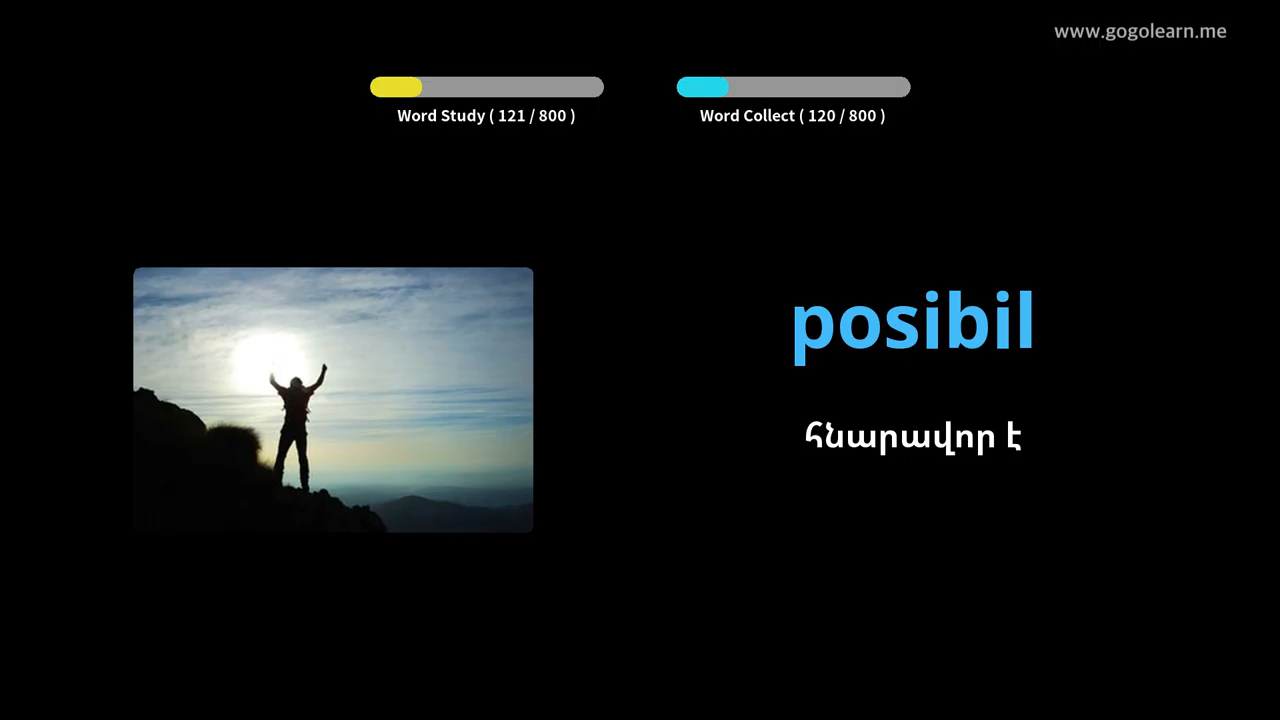 www.gogolearn.me
Word Study ( 121 / 800 )
Word Collect ( 120 / 800 )
posibil
հնարավոր է